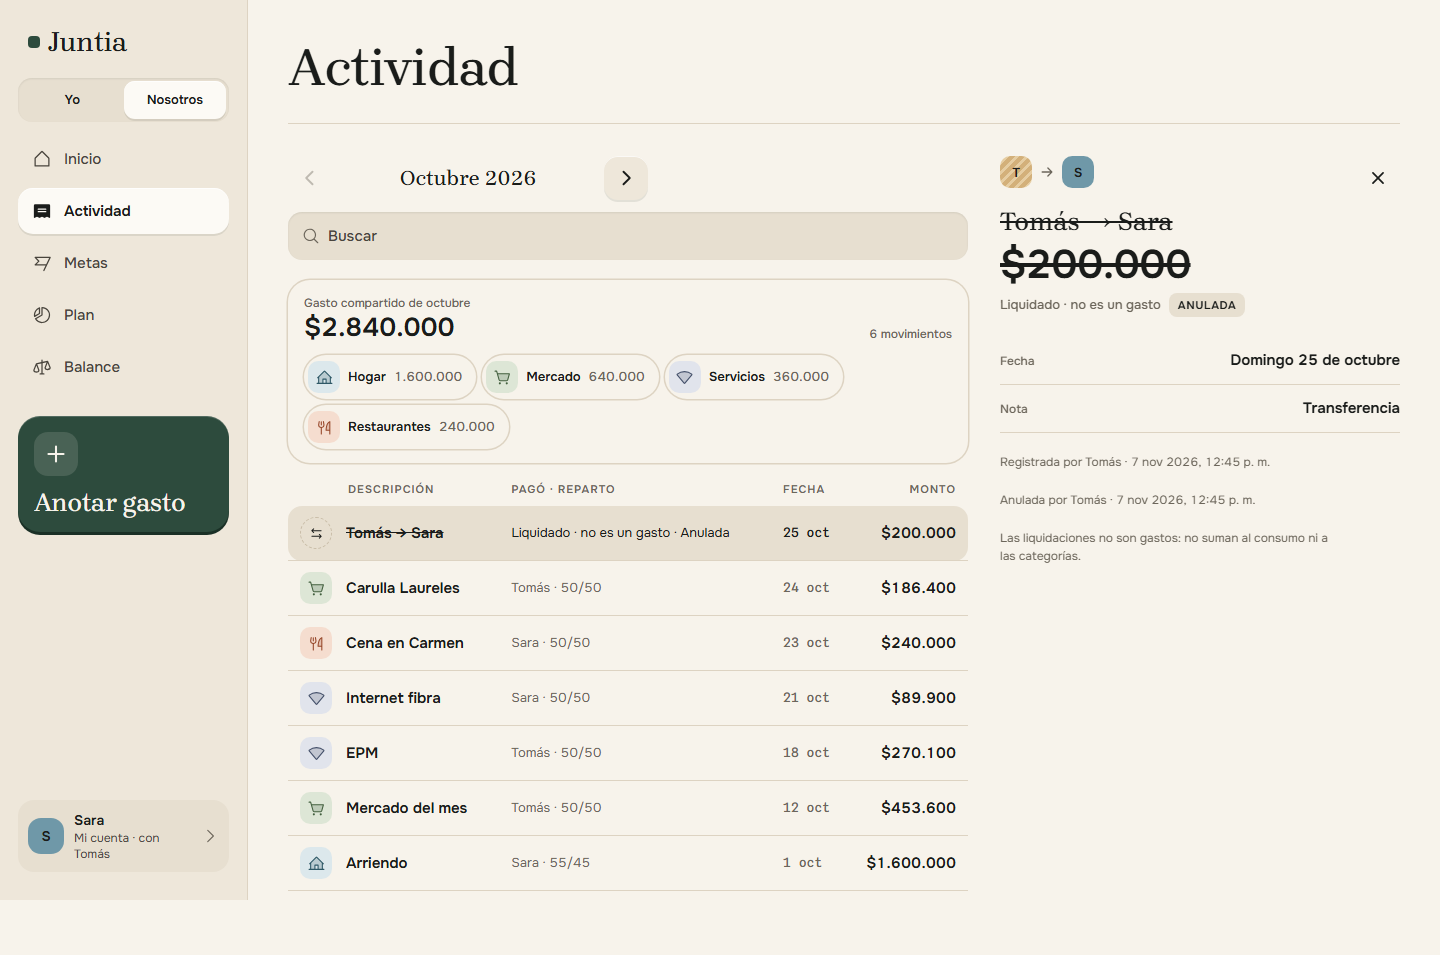 Juntia
Yo
Nosotros
Inicio
Actividad
Metas
Plan
Balance
Anotar gasto
S
Sara
Mi cuenta · con
Tomás
Actividad
Octubre 2026
Buscar
Gasto compartido de octubre
$2.840.000
6 movimientos
Hogar 1.600.000
Mercado 640.000
Servicios 360.000
Restaurantes 240.000
DESCRIPCIÓN PAGÓ · REPARTO FECHA MONTO
Tomás → Sara Liquidado · no es un gasto · Anulada 25 oct $200.000
Carulla Laureles Tomás · 50/50 24 oct $186.400
Cena en Carmen Sara · 50/50 23 oct $240.000
Internet fibra Sara · 50/50 21 oct $89.900
EPM Tomás · 50/50 18 oct $270.100
Mercado del mes Tomás · 50/50 12 oct $453.600
Arriendo Sara · 55/45 1 oct $1.600.000
T → S
Tomás → Sara
$200.000
Liquidado · no es un gasto ANULADA
Fecha Domingo 25 de octubre
Nota Transferencia
Registrada por Tomás · 7 nov 2026, 12:45 p. m.
Anulada por Tomás · 7 nov 2026, 12:45 p. m.
Las liquidaciones no son gastos: no suman al consumo ni a
las categorías.